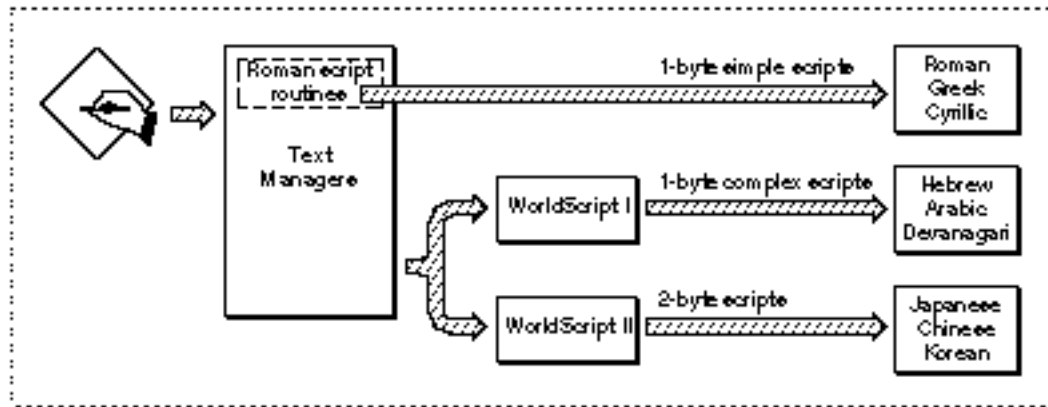 Roman script
routines
Text
Managers
1-byte simple scripts
Roman
Greek
Cyrillic
WorldScript I
1-byte complex scripts
Hebrew
Arabic
Devanagari
WorldScript II
2-byte scripts
Japanese
Chinese
Korean